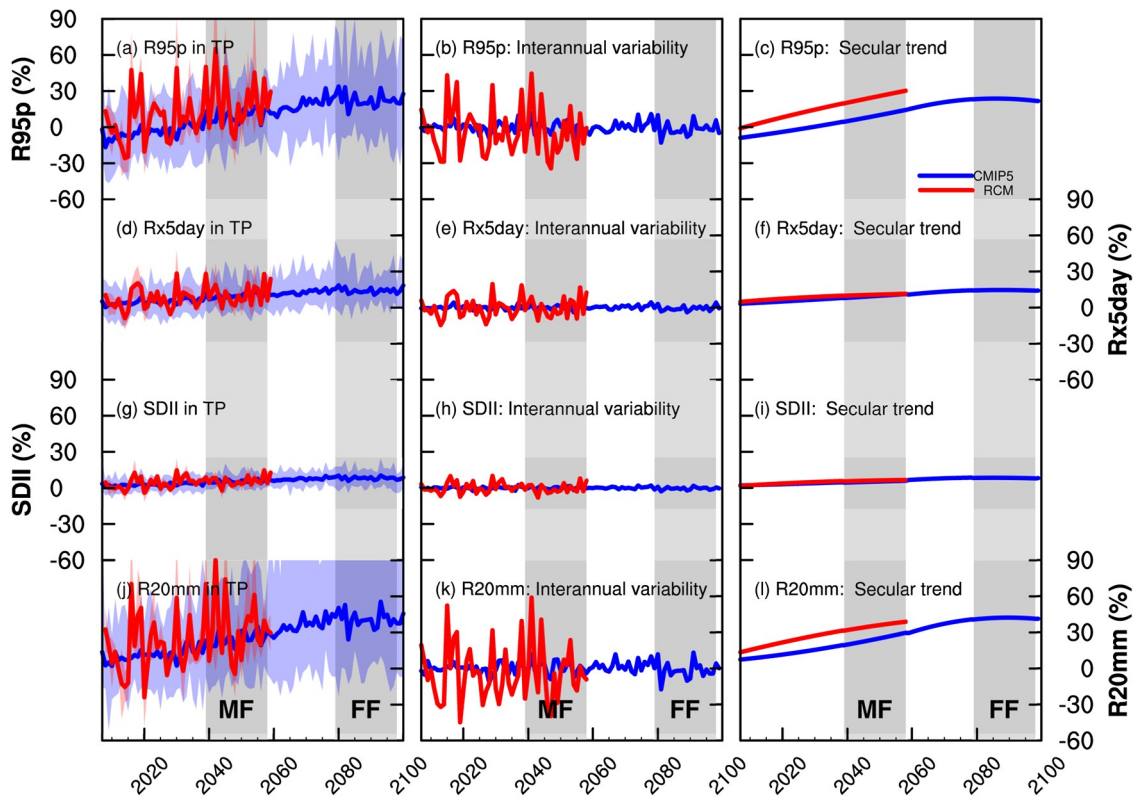 90
60
30
0
-30
-60
R95p (%)
(a) R95p in TP
(b) R95p: Interannual variability
(c) R95p: Secular trend
CMIP5
RCM
(d) Rx5day in TP
(e) Rx5day: Interannual variability
(f) Rx5day: Secular trend
90
60
30
0
-30
-60
Rx5day (%)
90
60
30
0
-30
-60
SDII (%)
(g) SDII in TP
(h) SDII: Interannual variability
(i) SDII: Secular trend
(j) R20mm in TP
(k) R20mm: Interannual variability
(l) R20mm: Secular trend
90
60
30
0
-30
-60
R20mm (%)
MF FF
MF FF
MF FF
2020 2040 2060 2080 2100
2020 2040 2060 2080 2100
2020 2040 2060 2080 2100